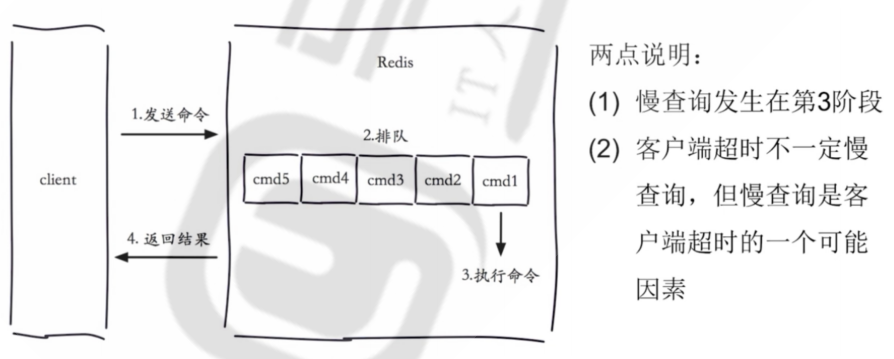 Redis
两点说明：
(1) 慢查询发生在第3阶段
(2) 客户端超时不一定慢
查询，但慢查询是客
户端超时的一个可能
因素
1.发送命令
2.排队
client
cmd5 cmd4 cmd3 cmd2 cmd1
4. 返回结果
3.执行命令
IT